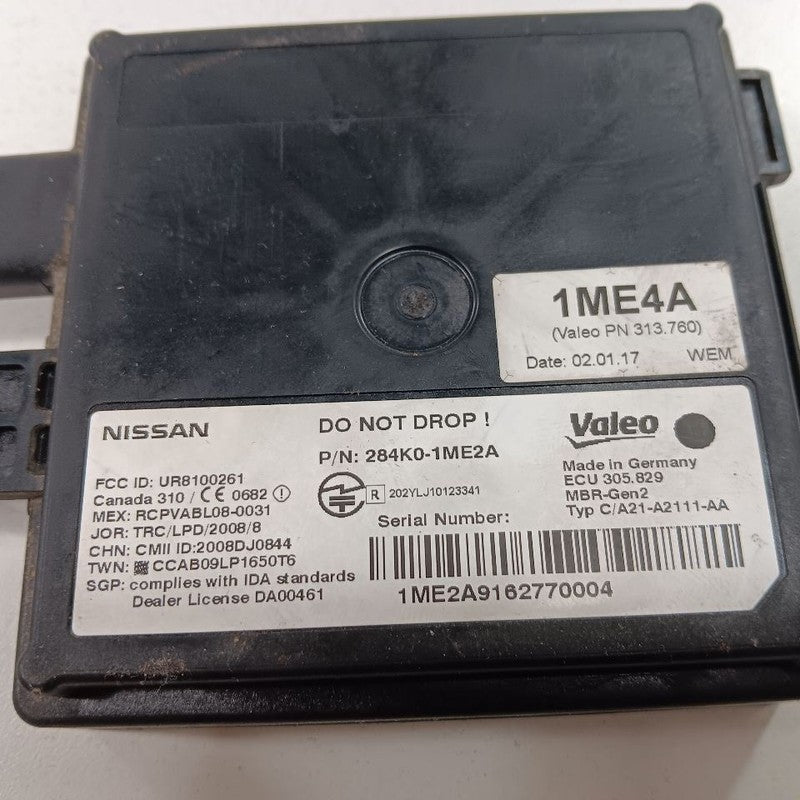 1ME4A
(Valeo PN 313.760)
Date: 02.01.17 WEM
NISSAN
DO NOT DROP !
P/N: 284K0-1ME2A
Valeo
FCC ID: UR8100261
Canada 310 / CE 0682
MEX: RCPVABL08-0031
JOR: TRC/LPD/2008/8
CHN: CMII ID:2008DJ0844
TWN: CCAB09LP1650T6
SGP: complies with IDA standards
Dealer License DA00461
R 202YLJ10123341
Made in Germany
ECU 305.829
MBR-Gen2
Typ C/A21-A2111-AA
Serial Number:
1ME2A9162770004